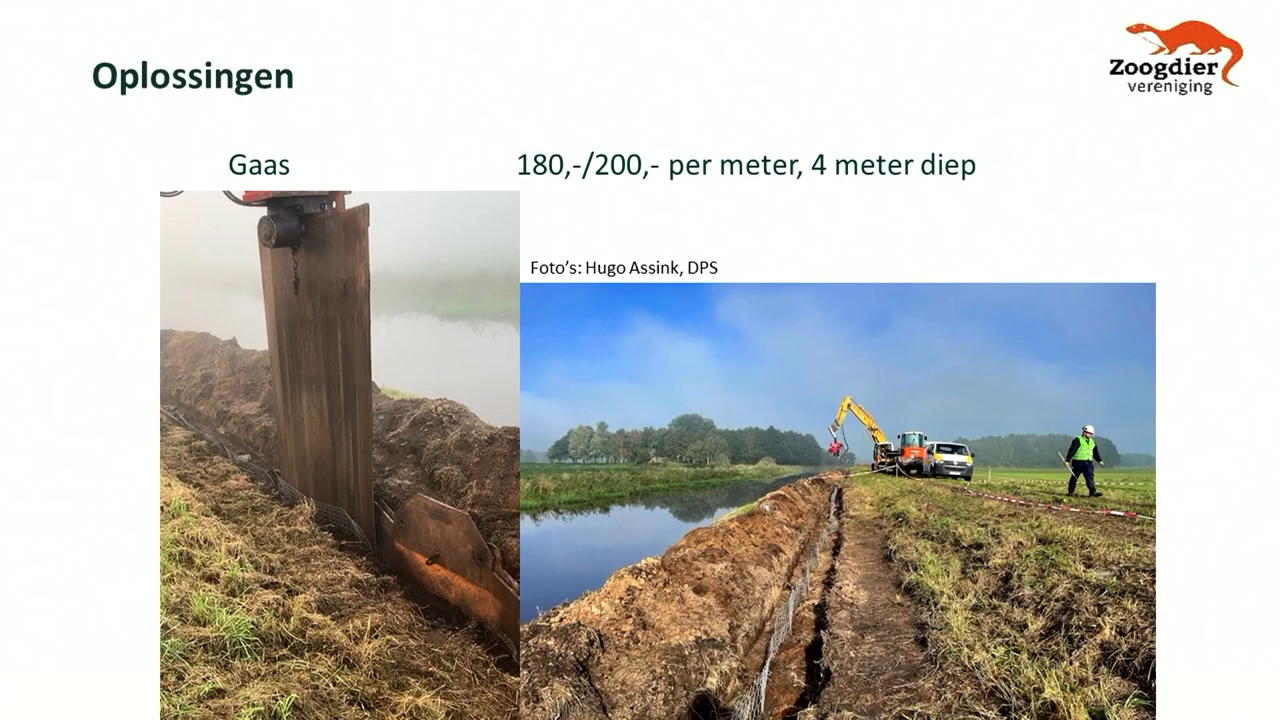 Oplossingen
Zoogdier
vereniging
Gaas
180,-/200,- per meter, 4 meter diep
Foto's: Hugo Assink, DPS